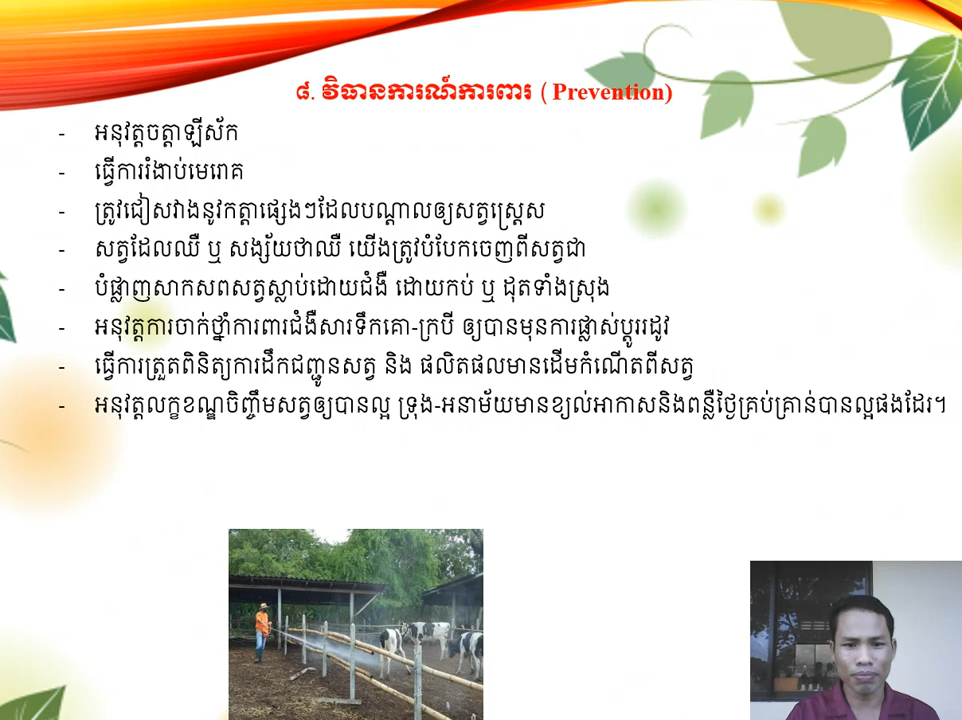 ៨. វិធានការណ៍ការពារ ( Prevention)
- អនុវត្តចត្តាឡីស័ក
- ធ្វើការរំងាប់មេរោគ
- ត្រូវជៀសវាងនូវកត្តាផ្សេងៗដែលបណ្តាលឲ្យសត្វស្ត្រេស
- សត្វដែលឈឺ ឬ សង្ស័យថាឈឺ យើងត្រូវបំបែកចេញពីសត្វជា
- បំផ្លាញសាកសពសត្វស្លាប់ដោយជំងឺ ដោយកប់ ឬ ដុតទាំងស្រុង
- អនុវត្តការចាក់ថ្នាំការពារជំងឺសារទឹកគោ-ក្របី ឲ្យបានមុនការផ្លាស់ប្តូររដូវ
- ធ្វើការត្រួតពិនិត្យការដឹកជញ្ជូនសត្វ និង ផលិតផលមានដើមកំណើតពីសត្វ
- អនុវត្តលក្ខខណ្ឌចិញ្ចឹមសត្វឲ្យបានល្អ ទ្រុង-អនាម័យមានខ្យល់អាកាសនិងពន្លឺថ្ងៃគ្រប់គ្រាន់បានល្អផងដែរ។